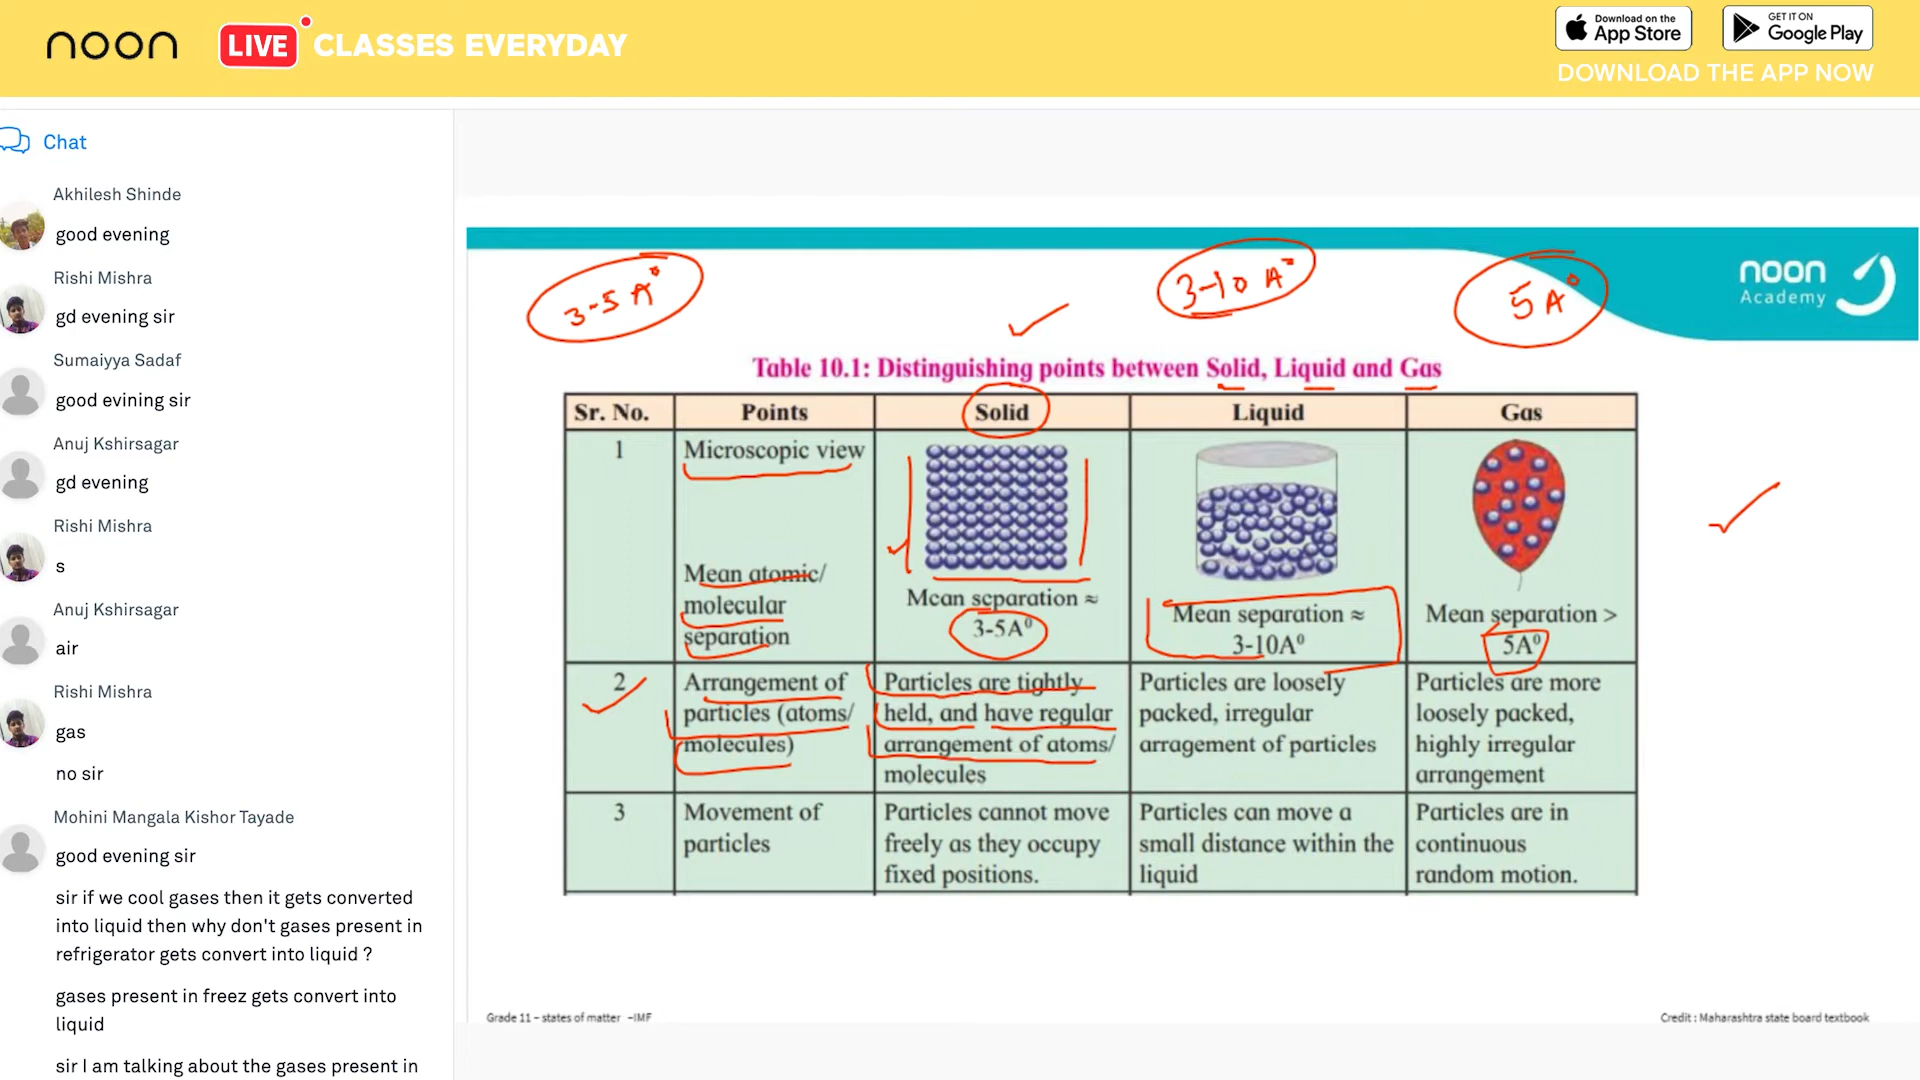 noon LIVE CLASSES EVERYDAY
Download on the App Store
GET IT ON Google Play
DOWNLOAD THE APP NOW
Chat
Akhilesh Shinde
good evening
Rishi Mishra
gd evening sir
Sumaiyya Sadaf
good evining sir
Anuj Kshirsagar
gd evening
Rishi Mishra
s
Anuj Kshirsagar
air
Rishi Mishra
gas
no sir
Mohini Mangala Kishor Tayade
good evening sir
sir if we cool gases then it gets converted
into liquid then why don't gases present in
refrigerator gets convert into liquid ?
gases present in freez gets convert into
liquid
sir I am talking about the gases present in
3-5 A°
3-10 A°
5 A°
noon
Academy
Table 10.1: Distinguishing points between Solid, Liquid and Gas
Sr. No. Points Solid Liquid Gas
1 Microscopic view
Mean atomic/
molecular
separation
Mean separation ≈
3-5A⁰
Mean separation ≈
3-10A⁰
Mean separation >
5A⁰
2 Arrangement of
particles (atoms/
molecules)
Particles are tightly
held, and have regular
arrangement of atoms/
molecules
Particles are loosely
packed, irregular
arragement of particles
Particles are more
loosely packed,
highly irregular
arrangement
3 Movement of
particles
Particles cannot move
freely as they occupy
fixed positions.
Particles can move a
small distance within the
liquid
Particles are in
continuous
random motion.
Grade 11 – states of matter –IMF
Credit : Maharashtra state board textbook